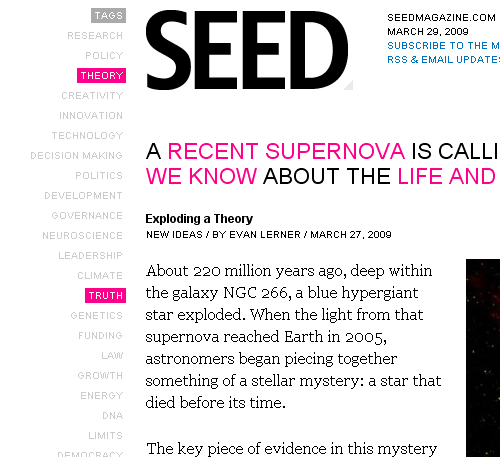 TAGS
RESEARCH
POLICY
THEORY
CREATIVITY
INNOVATION
TECHNOLOGY
DECISION MAKING
POLITICS
DEVELOPMENT
GOVERNANCE
NEUROSCIENCE
LEADERSHIP
CLIMATE
TRUTH
GENETICS
FUNDING
LAW
GROWTH
ENERGY
DNA
LIMITS
DEMOCRACY
SEED
SEEDMAGAZINE.COM
MARCH 29, 2009
SUBSCRIBE TO THE M
RSS & EMAIL UPDATES
A RECENT SUPERNOVA IS CALLI
WE KNOW ABOUT THE LIFE AND
Exploding a Theory
NEW IDEAS / BY EVAN LERNER / MARCH 27, 2009
About 220 million years ago, deep within
the galaxy NGC 266, a blue hypergiant
star exploded. When the light from that
supernova reached Earth in 2005,
astronomers began piecing together
something of a stellar mystery: a star that
died before its time.
The key piece of evidence in this mystery